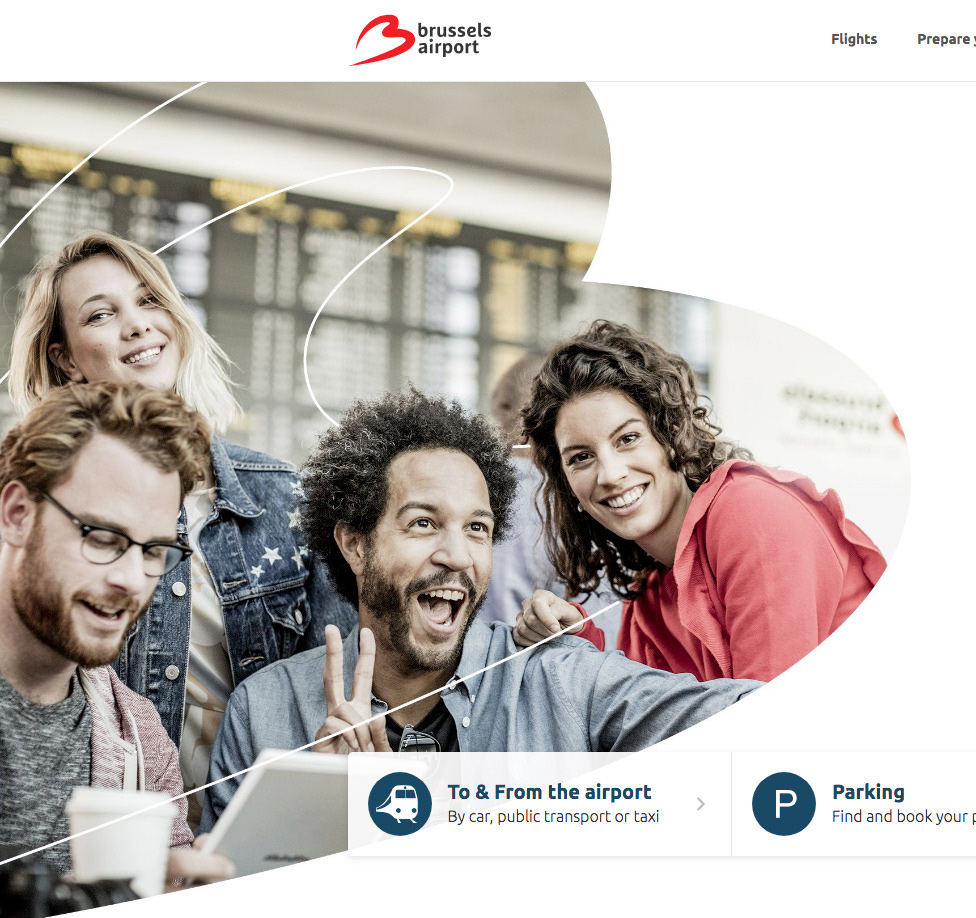 brussels
airport
Flights
Prepare
To & From the airport
By car, public transport or taxi
P
Parking
Find and book your